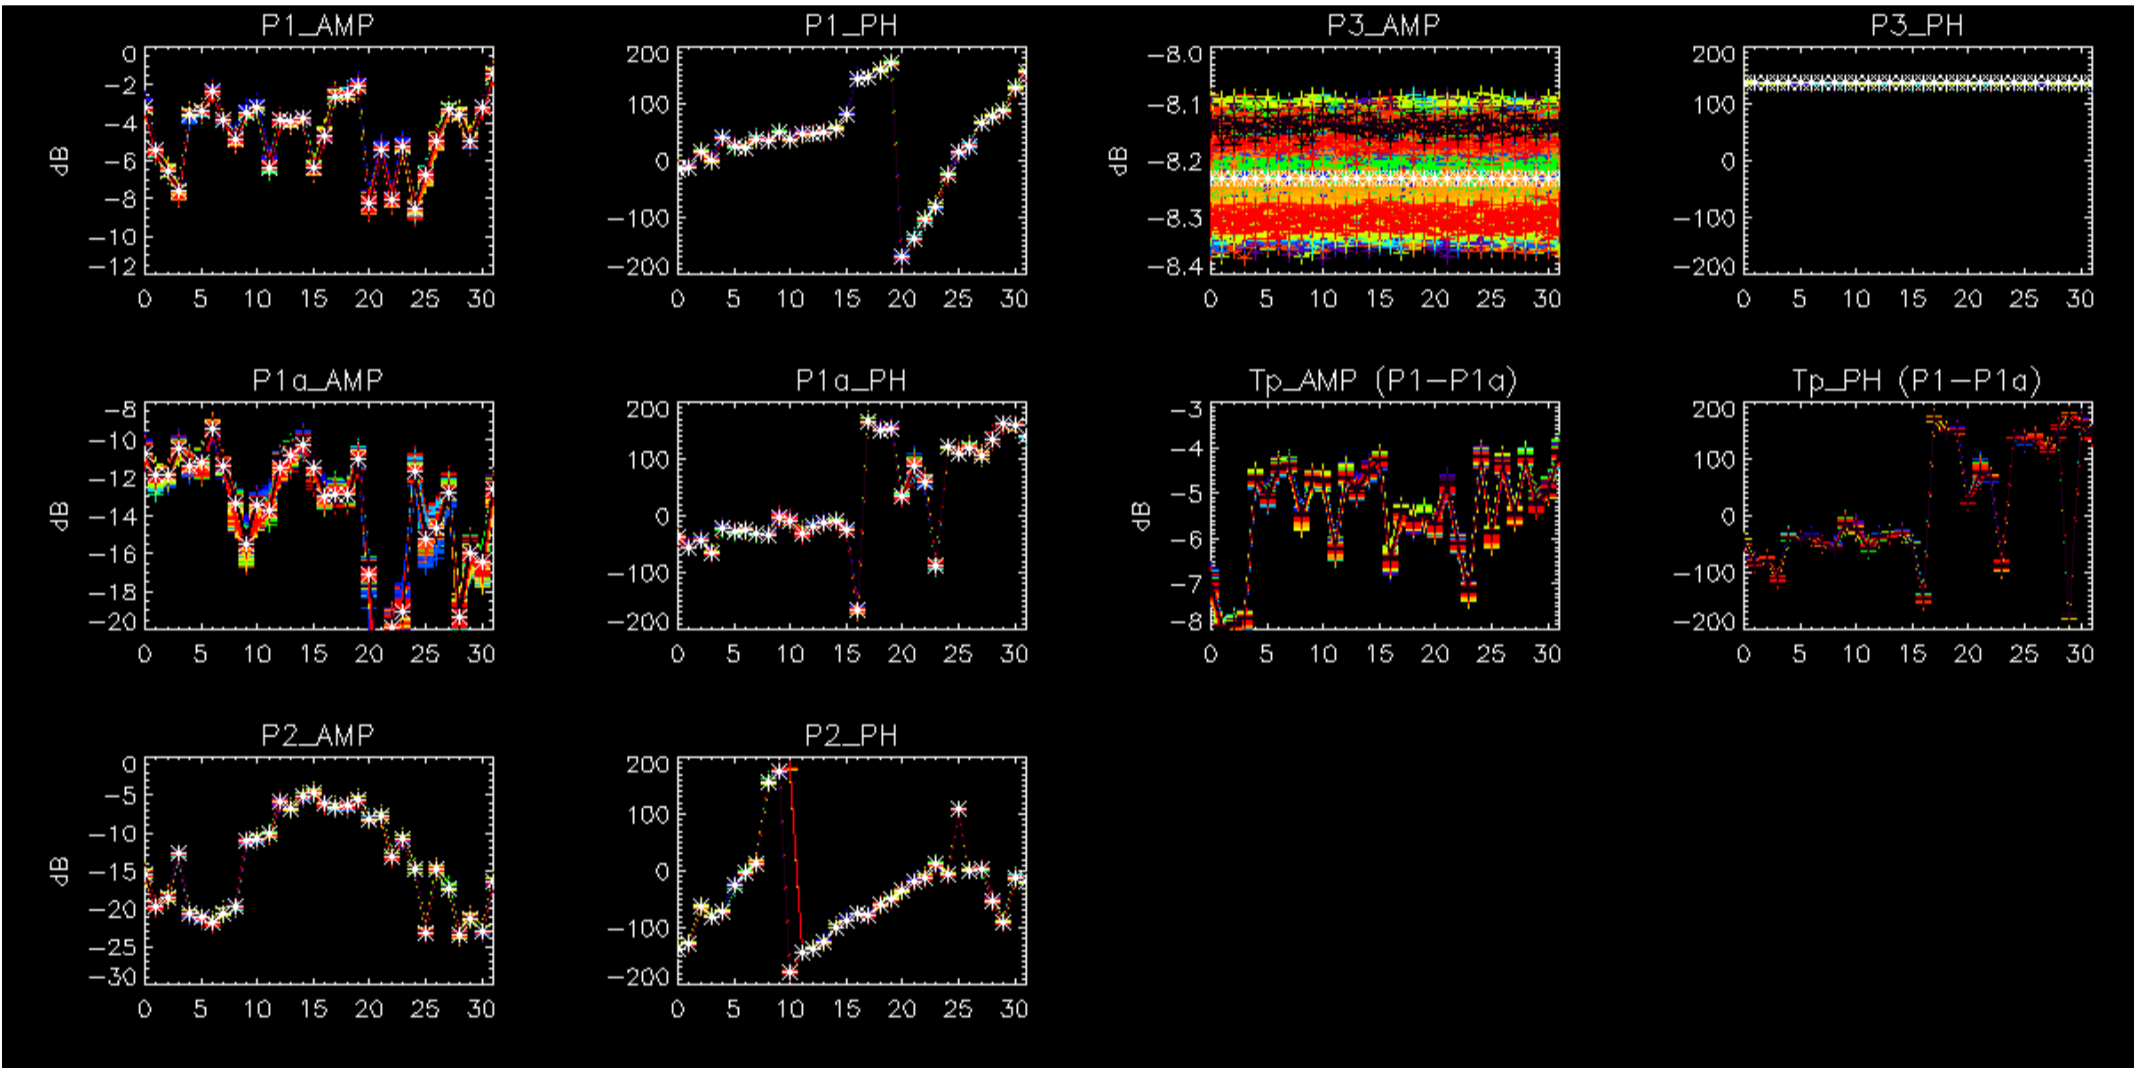 P1_AMP
0
−2
−4
−6
−8
−10
−12
dB
0 5 10 15 20 25 30
P1_PH
200
100
0
−100
−200
0 5 10 15 20 25 30
P3_AMP
−8.0
−8.1
−8.2
−8.3
−8.4
dB
0 5 10 15 20 25 30
P3_PH
200
100
0
−100
−200
0 5 10 15 20 25 30
P1a_AMP
−8
−10
−12
−14
−16
−18
−20
dB
0 5 10 15 20 25 30
P1a_PH
200
100
0
−100
−200
0 5 10 15 20 25 30
Tp_AMP (P1−P1a)
−3
−4
−5
−6
−7
−8
dB
0 5 10 15 20 25 30
Tp_PH (P1−P1a)
200
100
0
−100
−200
0 5 10 15 20 25 30
P2_AMP
0
−5
−10
−15
−20
−25
−30
dB
0 5 10 15 20 25 30
P2_PH
200
100
0
−100
−200
0 5 10 15 20 25 30